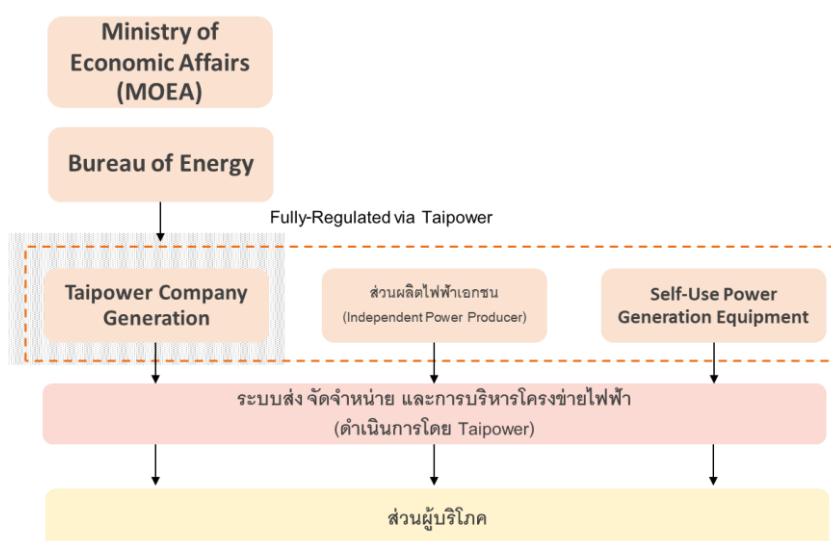 Ministry of
Economic Affairs
(MOEA)
Bureau of Energy
Fully-Regulated via Taipower
Taipower Company
Generation
ส่วนผลิตไฟฟ้าเอกชน
(Independent Power Producer)
Self-Use Power
Generation Equipment
ระบบส่ง จัดจำหน่าย และการบริหารโครงข่ายไฟฟ้า
(ดำเนินการโดย Taipower)
ส่วนผู้บริโภค